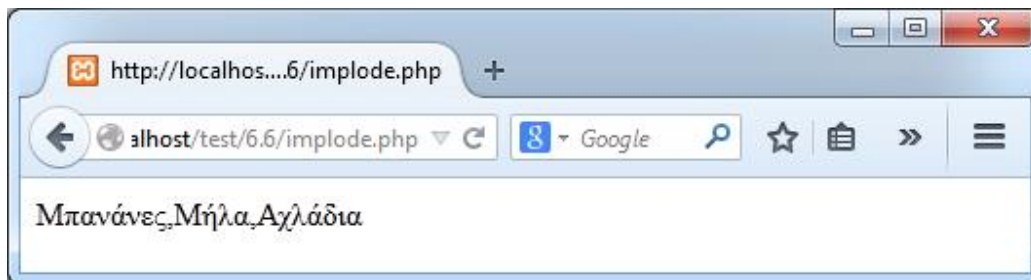 http://localhos....6/implode.php
alhost/test/6.6/implode.php Google
Μπανάνες,Μήλα,Αχλάδια